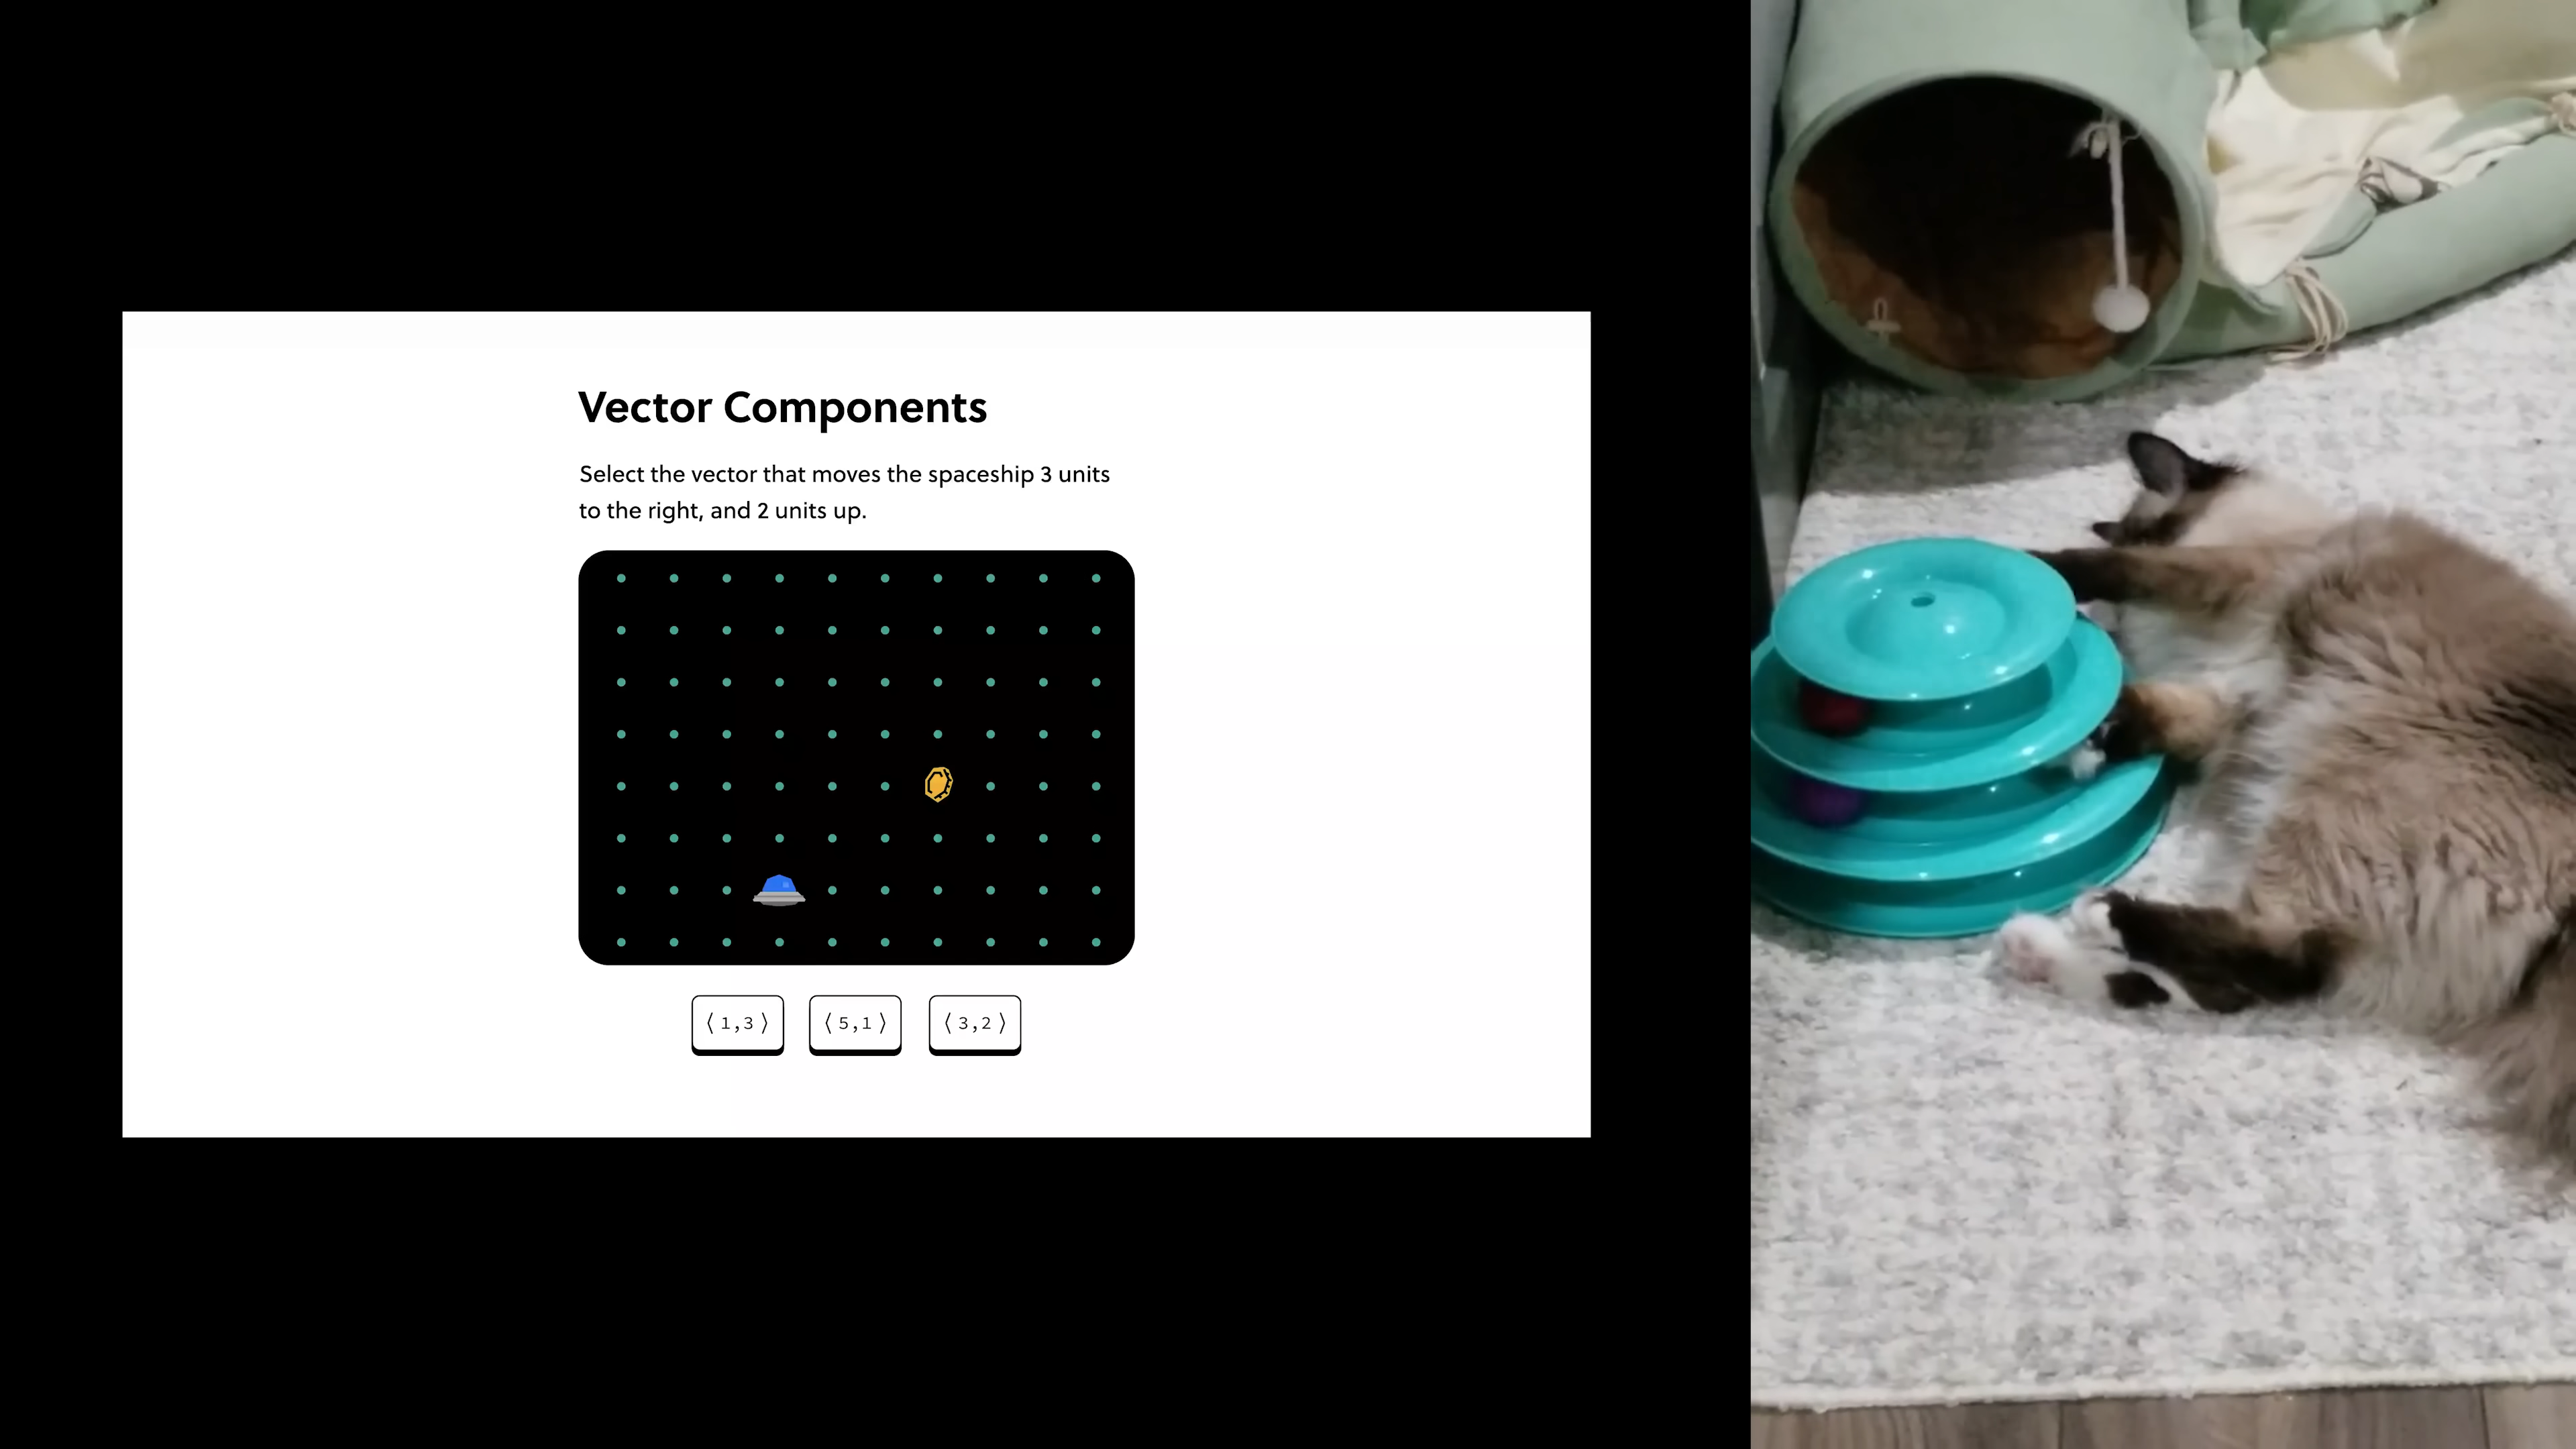 Vector Components
Select the vector that moves the spaceship 3 units
to the right, and 2 units up.
⟨1,3⟩ ⟨5,1⟩ ⟨3,2⟩